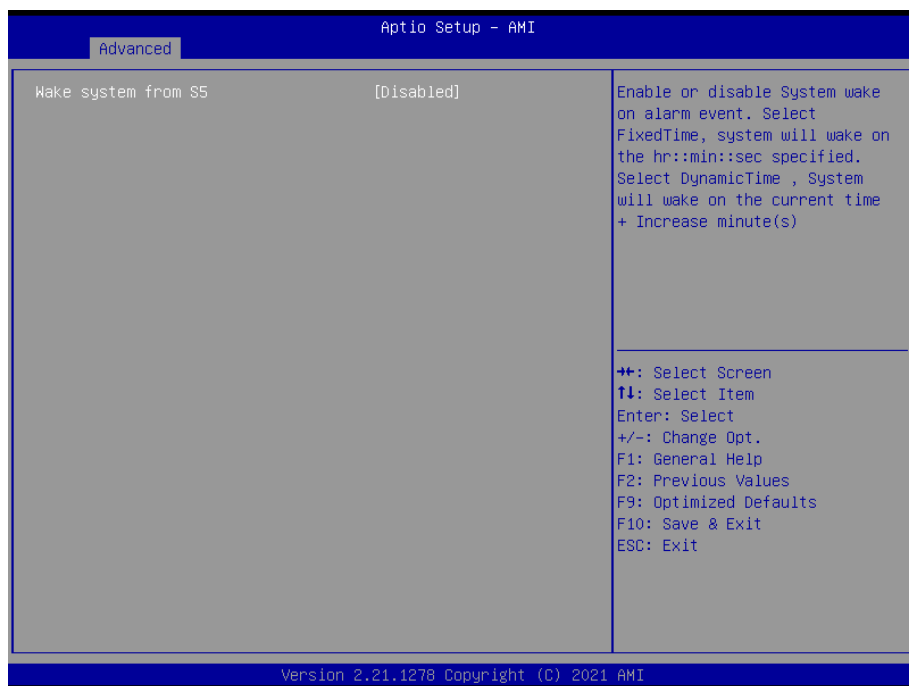 Aptio Setup – AMI
Advanced
Wake system from S5 [Disabled]
Enable or disable System wake
on alarm event. Select
FixedTime, system will wake on
the hr::min::sec specified.
Select DynamicTime , System
will wake on the current time
+ Increase minute(s)
→←: Select Screen
↑↓: Select Item
Enter: Select
+/-: Change Opt.
F1: General Help
F2: Previous Values
F9: Optimized Defaults
F10: Save & Exit
ESC: Exit
Version 2.21.1278 Copyright (C) 2021 AMI